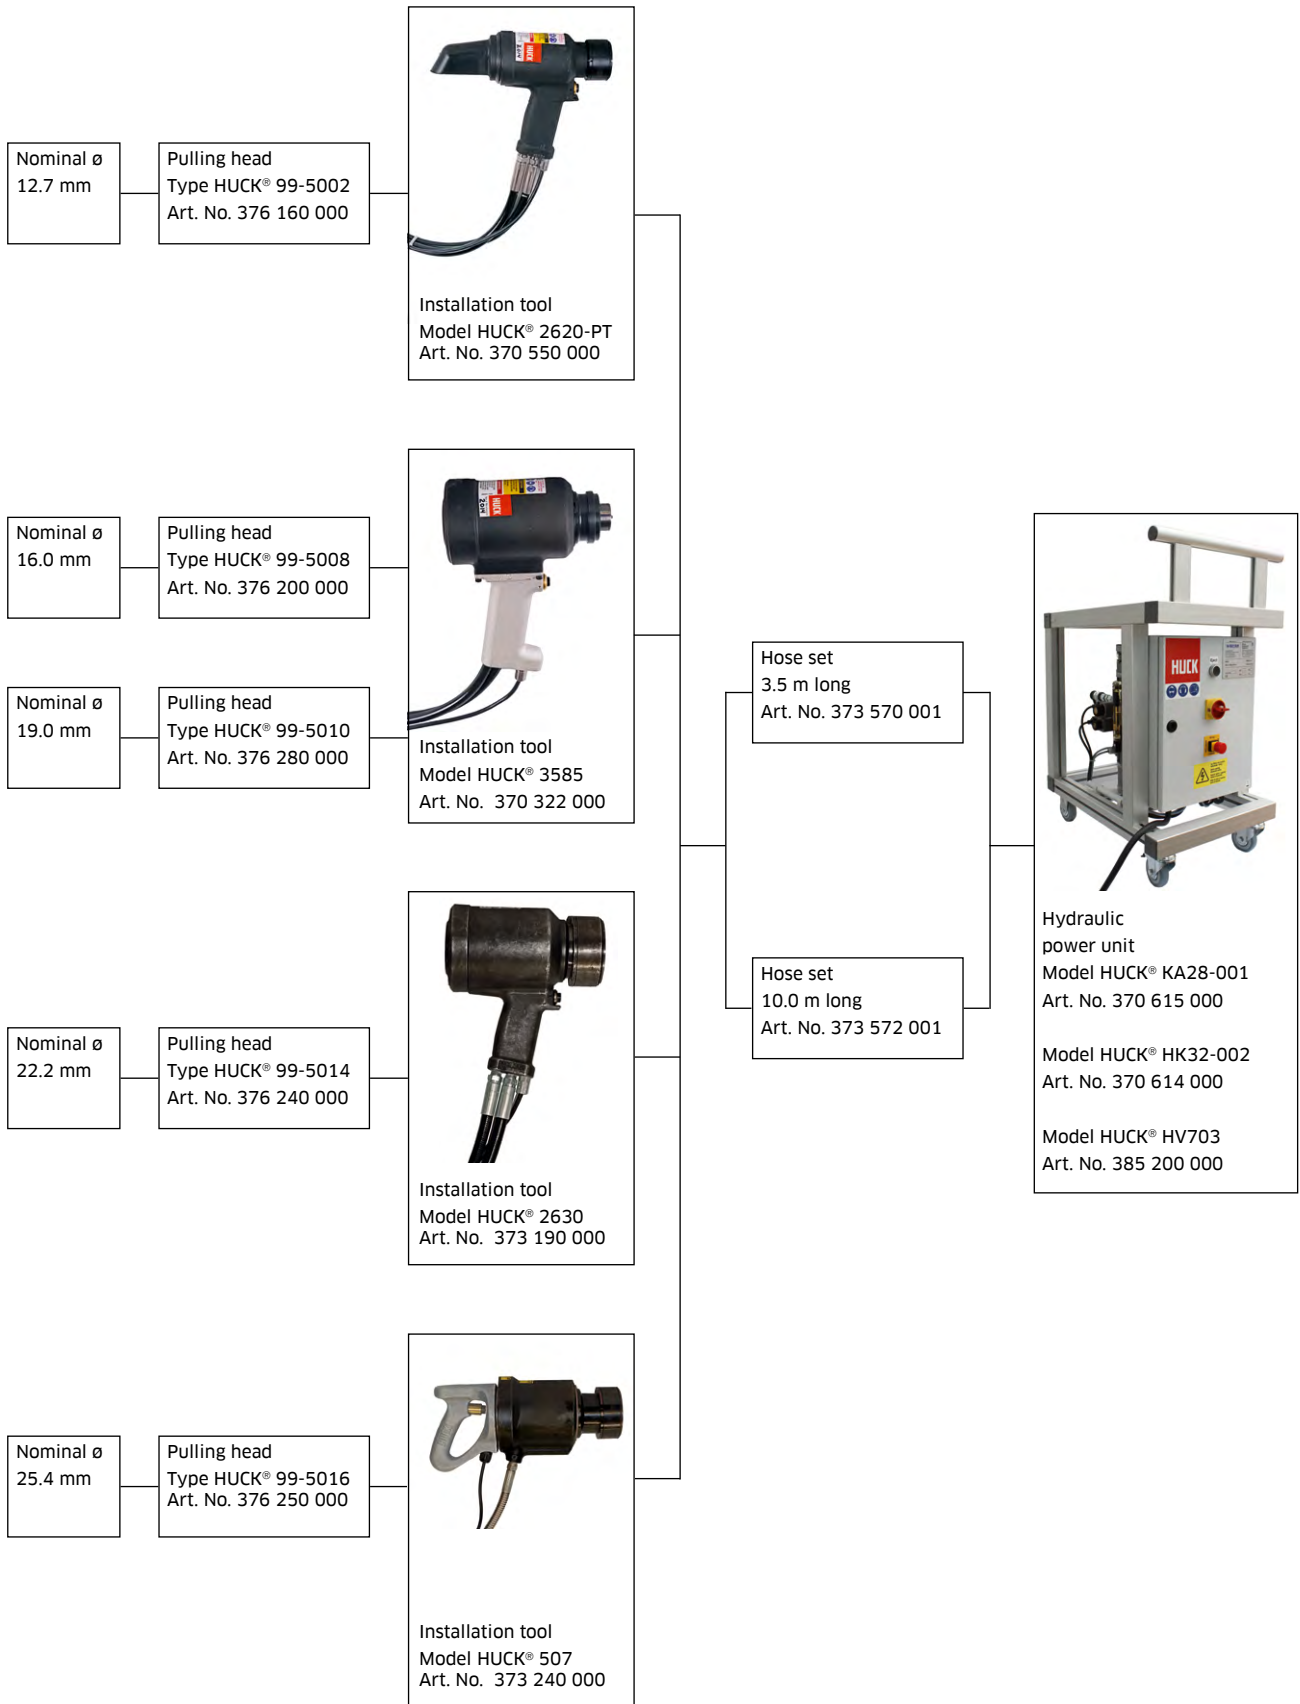 Nominal ø
12.7 mm
Pulling head
Type HUCK® 99-5002
Art. No. 376 160 000
HUCK
Installation tool
Model HUCK® 2620-PT
Art. No. 370 550 000
Nominal ø
16.0 mm
Pulling head
Type HUCK® 99-5008
Art. No. 376 200 000
Nominal ø
19.0 mm
Pulling head
Type HUCK® 99-5010
Art. No. 376 280 000
HUCK
Installation tool
Model HUCK® 3585
Art. No. 370 322 000
Nominal ø
22.2 mm
Pulling head
Type HUCK® 99-5014
Art. No. 376 240 000
Installation tool
Model HUCK® 2630
Art. No. 373 190 000
Nominal ø
25.4 mm
Pulling head
Type HUCK® 99-5016
Art. No. 376 250 000
Installation tool
Model HUCK® 507
Art. No. 373 240 000
Hose set
3.5 m long
Art. No. 373 570 001
Hose set
10.0 m long
Art. No. 373 572 001
HUCK
Hydraulic
power unit
Model HUCK® KA28-001
Art. No. 370 615 000
Model HUCK® HK32-002
Art. No. 370 614 000
Model HUCK® HV703
Art. No. 385 200 000